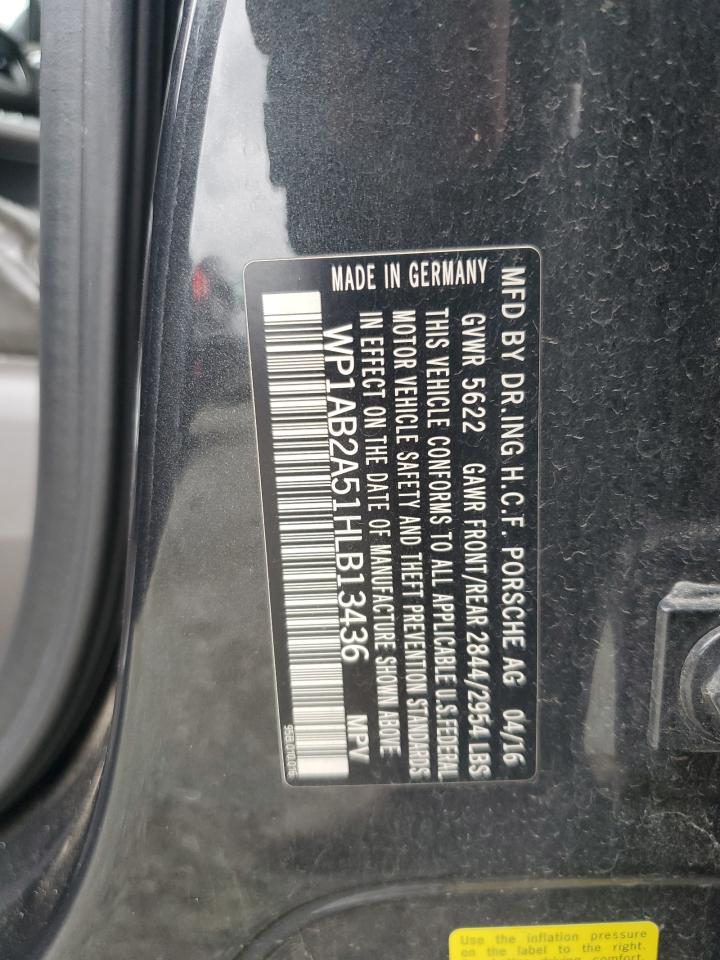 MFD BY DR.ING H.C.F. PORSCHE AG 04/16
GVWR 5622 GAWR FRONT/REAR 2844/2954 LBS
THIS VEHICLE CONFORMS TO ALL APPLICABLE U.S.FEDERAL
MOTOR VEHICLE SAFETY AND THEFT PREVENTION STANDARDS
IN EFFECT ON THE DATE OF MANUFACTURE SHOWN ABOVE
MADE IN GERMANY
WP1AB2A51HLB13436 MPV
Use the inflation pressure
on the label to the right.
driving comfort,